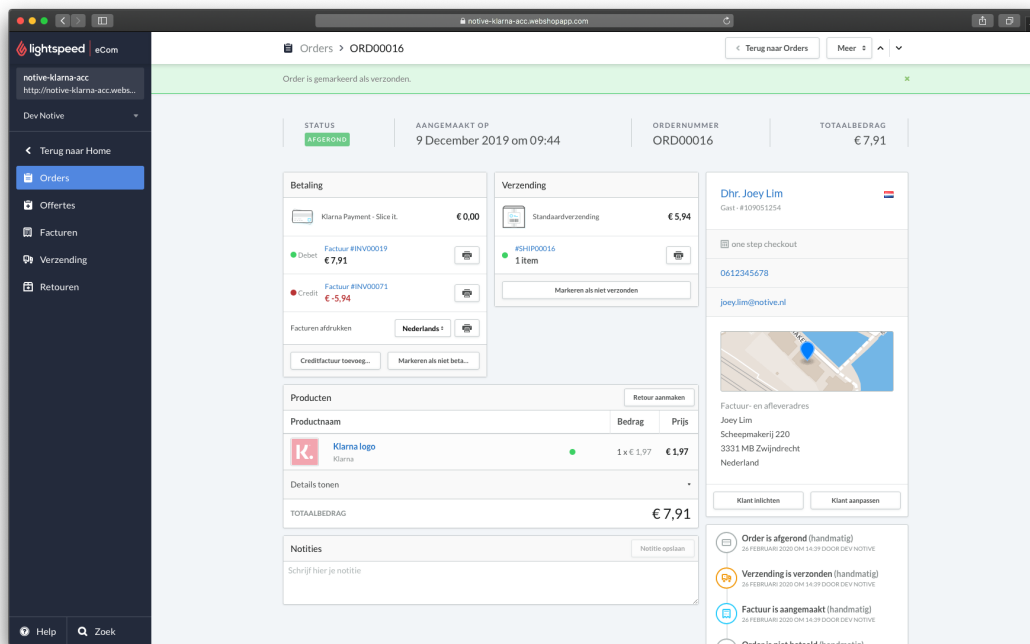 notive-klarna-acc.webshopapp.com
lightspeed eCom
notive-klarna-acc
http://notive-klarna-acc.webs...
Dev Notive
Terug naar Home
Orders
Offertes
Facturen
Verzending
Retouren
Help
Zoek
Orders > ORD00016
Terug naar Orders
Meer
Order is gemarkeerd als verzonden.
STATUS
AFGEROND
AANGEMAAKT OP
9 December 2019 om 09:44
ORDERNUMMER
ORD00016
TOTAALBEDRAG
€ 7,91
Betaling
Klarna Payment - Slice it. € 0,00
Debet
Factuur #INV00019
€ 7,91
Credit
Factuur #INV00071
€ -5,94
Facturen afdrukken Nederlands
Creditfactuur toevoeg...
Markeren als niet beta...
Verzending
Standaardverzending € 5,94
#SHIP00016
1 item
Markeren als niet verzonden
Producten
Retour aanmaken
Productnaam Bedrag Prijs
K.
Klarna logo
Klarna
1 x € 1,97 € 1,97
Details tonen
TOTAALBEDRAG € 7,91
Notities
Notitie opslaan
Schrijf hier je notitie
Dhr. Joey Lim
Gast - #109051254
one step checkout
0612345678
joey.lim@notive.nl
Factuur- en afleveradres
Joey Lim
Scheepmakerij 220
3331 MB Zwijndrecht
Nederland
Klant inlichten
Klant aanpassen
Order is afgerond (handmatig)
26 FEBRUARI 2020 OM 14:39 DOOR DEV NOTIVE
Verzending is verzonden (handmatig)
26 FEBRUARI 2020 OM 14:39 DOOR DEV NOTIVE
Factuur is aangemaakt (handmatig)
26 FEBRUARI 2020 OM 14:39 DOOR DEV NOTIVE
Order is niet betaald (handmatig)